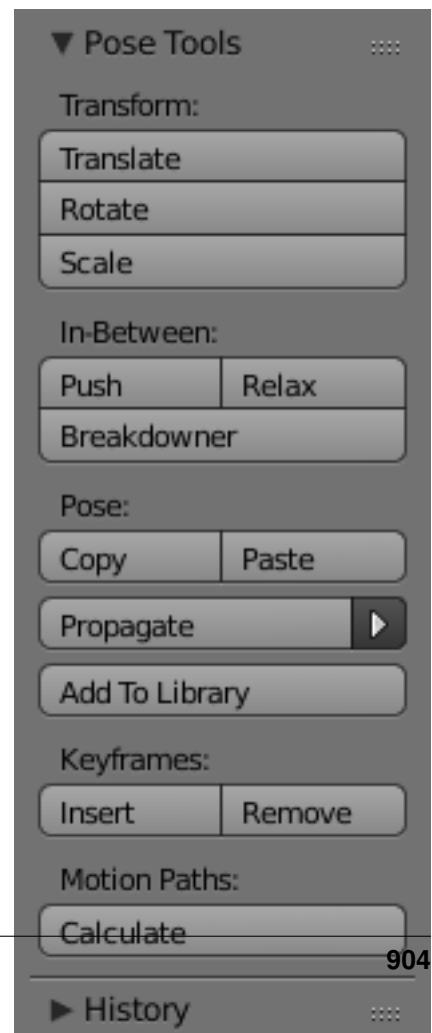 Pose Tools
Transform:
Translate
Rotate
Scale
In-Between:
Push Relax
Breakdowner
Pose:
Copy Paste
Propagate
Add To Library
Keyframes:
Insert Remove
Motion Paths:
Calculate
904
History